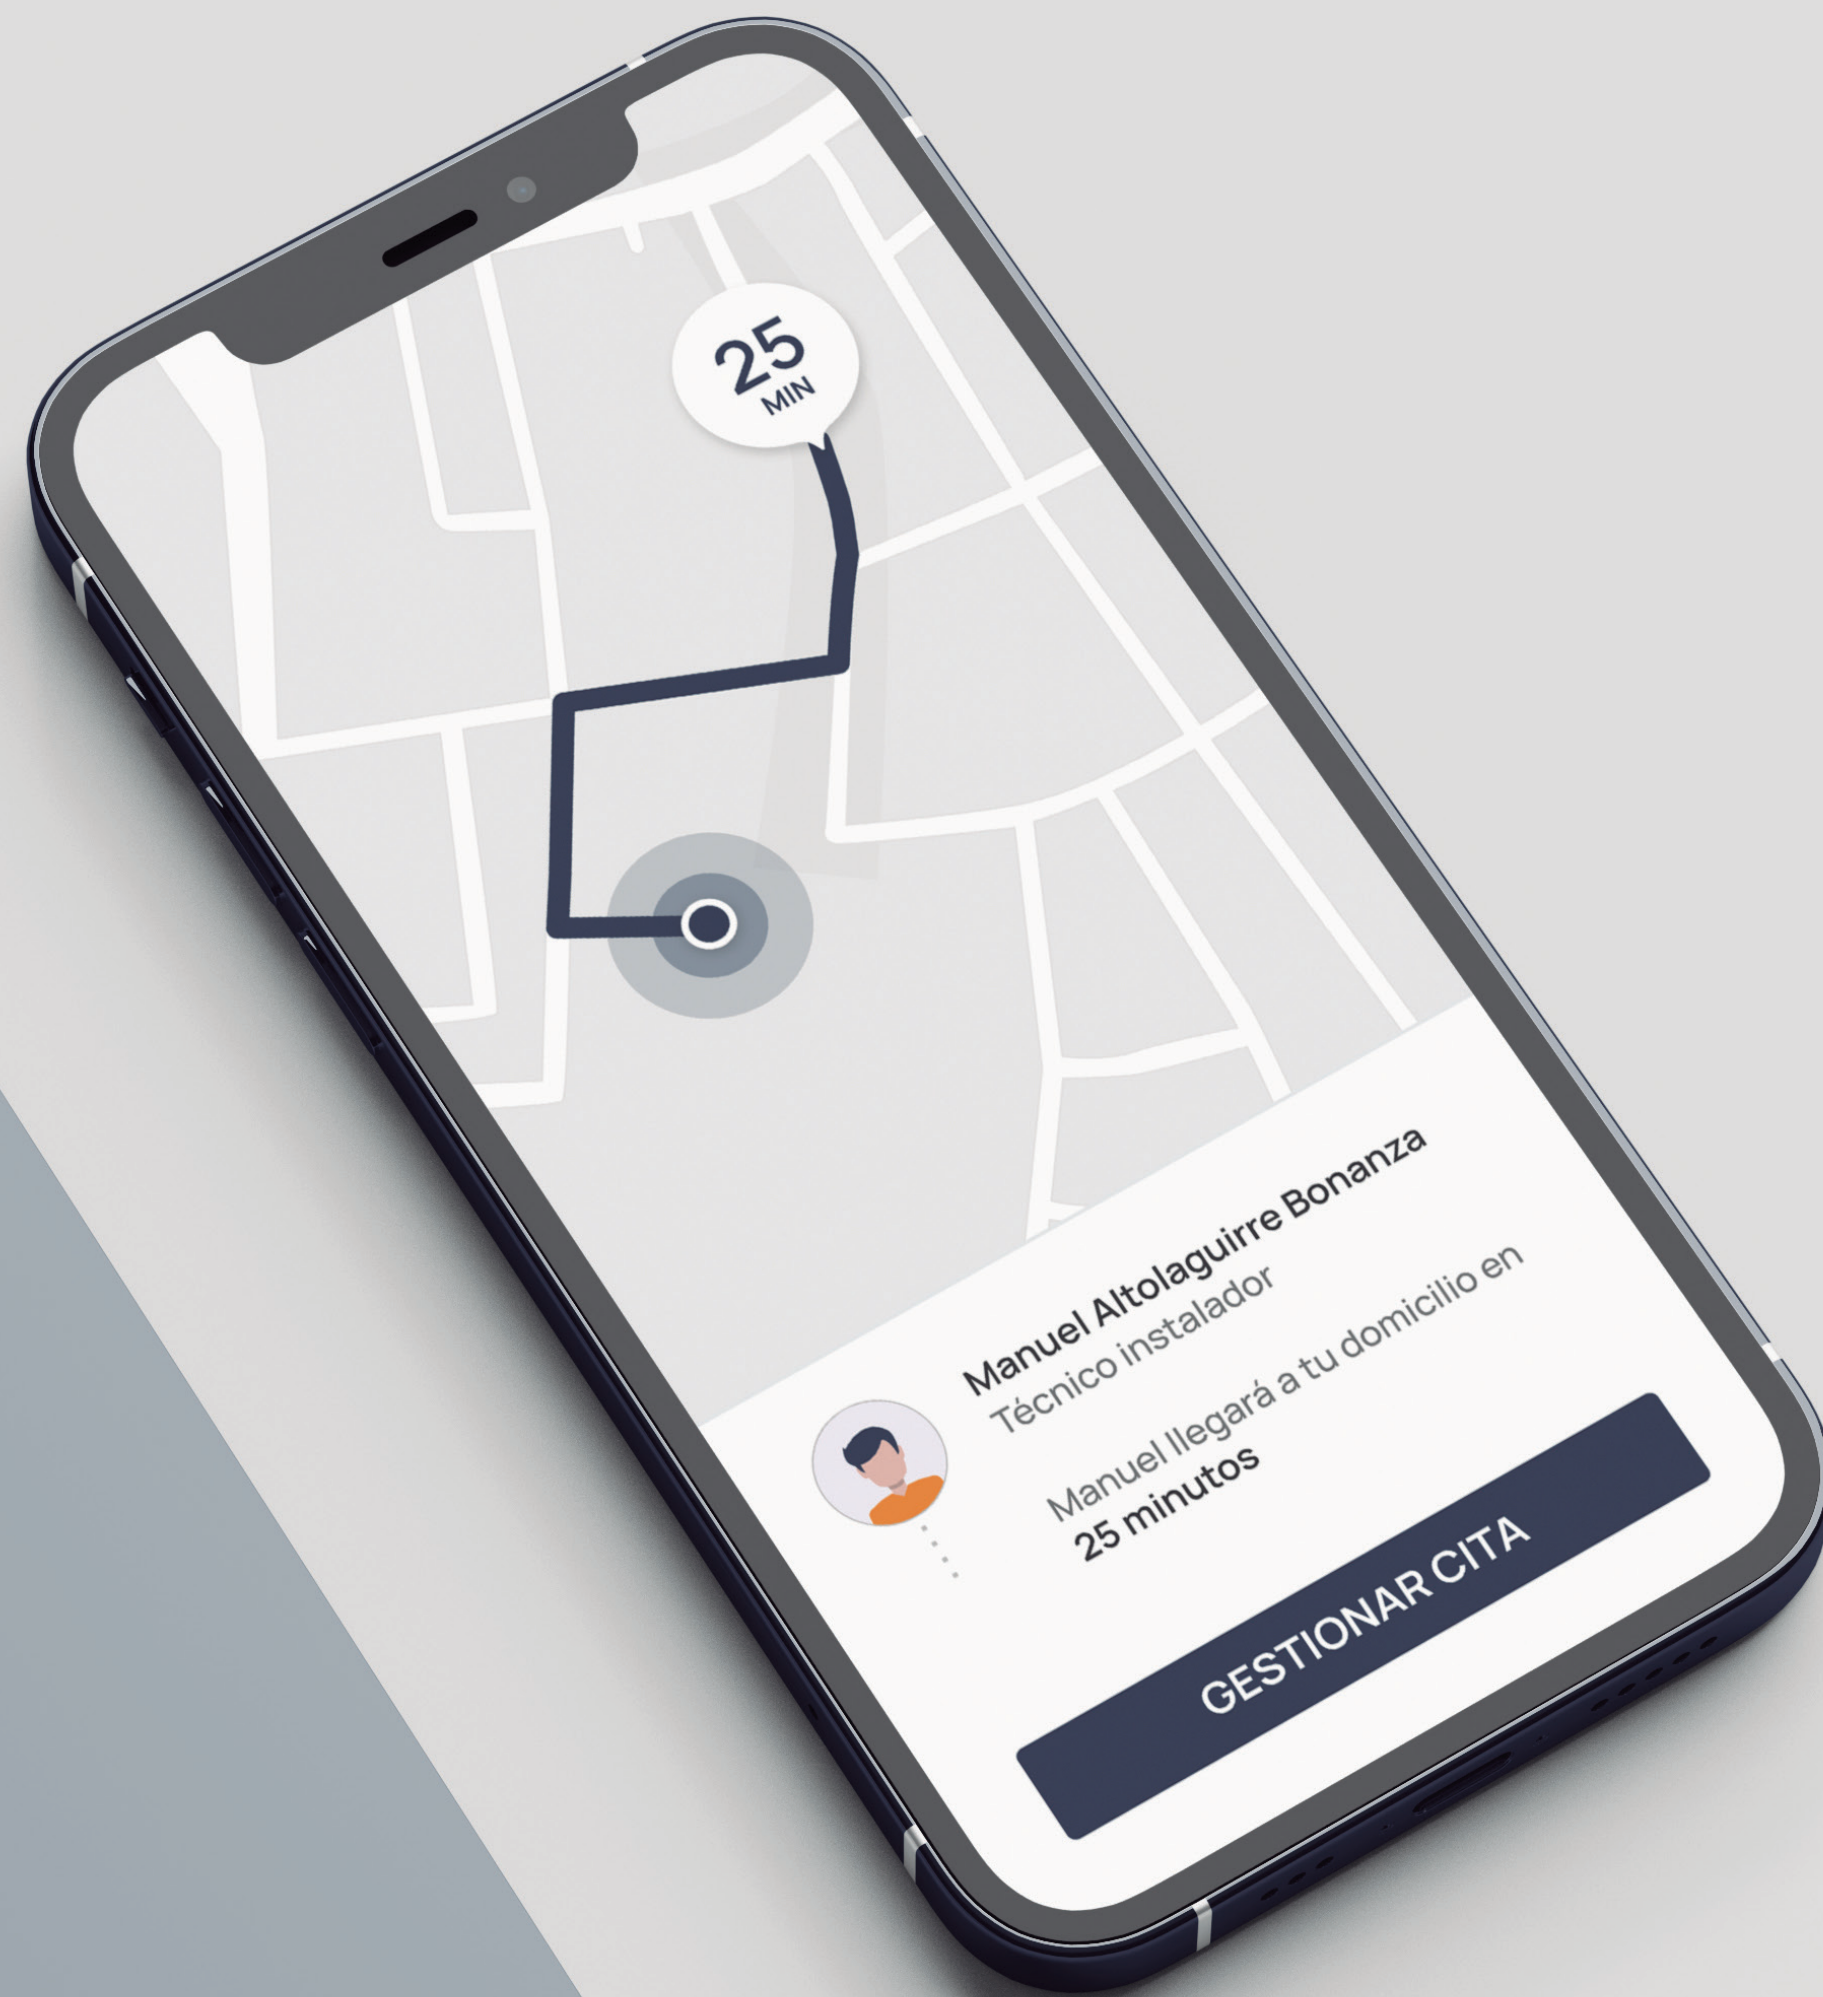 25
MIN
Manuel Altolaguirre Bonanza
Técnico instalador
Manuel llegará a tu domicilio en
25 minutos
GESTIONAR CITA